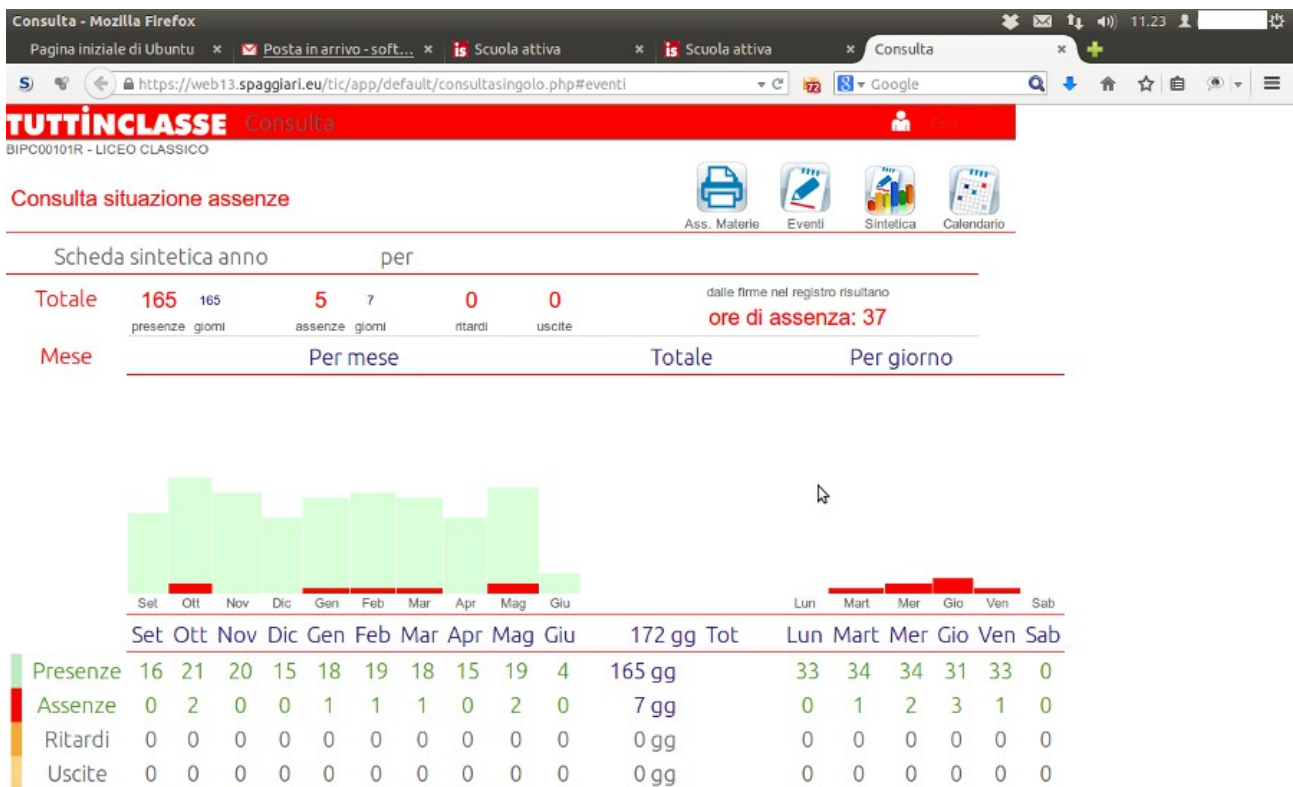 Consulta - Mozilla Firefox 11.23
Pagina iniziale di Ubuntu × Posta in arrivo - soft... × is Scuola attiva × is Scuola attiva × Consulta ×
S https://web13.spaggiari.eu/tic/app/default/consultasingolo.php#eventi 72 8 Google
TUTTINCLASSE Consulta Esci
BIPC00101R - LICEO CLASSICO
Consulta situazione assenze
Ass. Materie Eventi Sintetica Calendario
Scheda sintetica anno per
Totale 165 165 5 7 0 0 dalle firme nel registro risultano
presenze giorni assenze giorni ritardi uscite ore di assenza: 37
Mese Per mese Totale Per giorno
Set Ott Nov Dic Gen Feb Mar Apr Mag Giu Lun Mart Mer Gio Ven Sab
Set Ott Nov Dic Gen Feb Mar Apr Mag Giu 172 gg Tot Lun Mart Mer Gio Ven Sab
Presenze 16 21 20 15 18 19 18 15 19 4 165 gg 33 34 34 31 33 0
Assenze 0 2 0 0 1 1 1 0 2 0 7 gg 0 1 2 3 1 0
Ritardi 0 0 0 0 0 0 0 0 0 0 0 gg 0 0 0 0 0 0
Uscite 0 0 0 0 0 0 0 0 0 0 0 gg 0 0 0 0 0 0